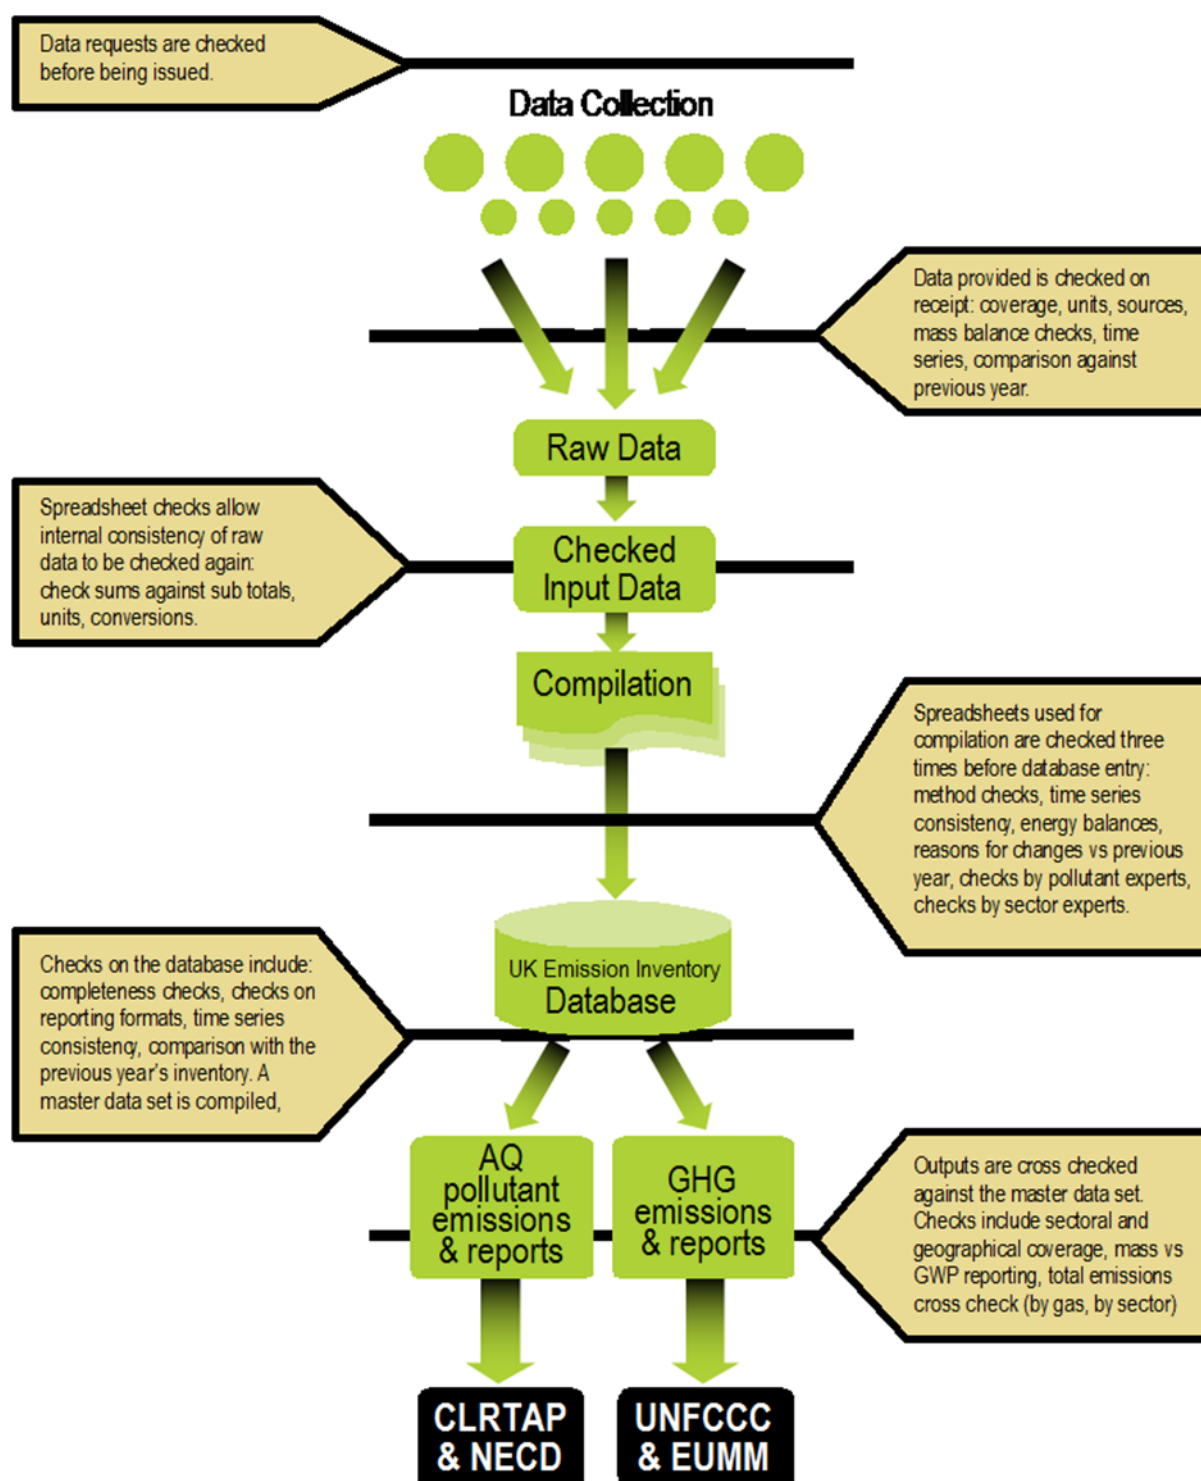 Data requests are checked
before being issued.
Data Collection
Data provided is checked on
receipt: coverage, units, sources,
mass balance checks, time
series, comparison against
previous year.
Raw Data
Spreadsheet checks allow
internal consistency of raw
data to be checked again:
check sums against sub totals,
units, conversions.
Checked
Input Data
Compilation
Spreadsheets used for
compilation are checked three
times before database entry:
method checks, time series
consistency, energy balances,
reasons for changes vs previous
year, checks by pollutant experts,
checks by sector experts.
UK Emission Inventory
Database
Checks on the database include:
completeness checks, checks on
reporting formats, time series
consistency, comparison with the
previous year's inventory. A
master data set is compiled,
AQ
pollutant
emissions
& reports
GHG
emissions
& reports
Outputs are cross checked
against the master data set.
Checks include sectoral and
geographical coverage, mass vs
GWP reporting, total emissions
cross check (by gas, by sector)
CLRTAP
& NECD
UNFCCC
& EUMM